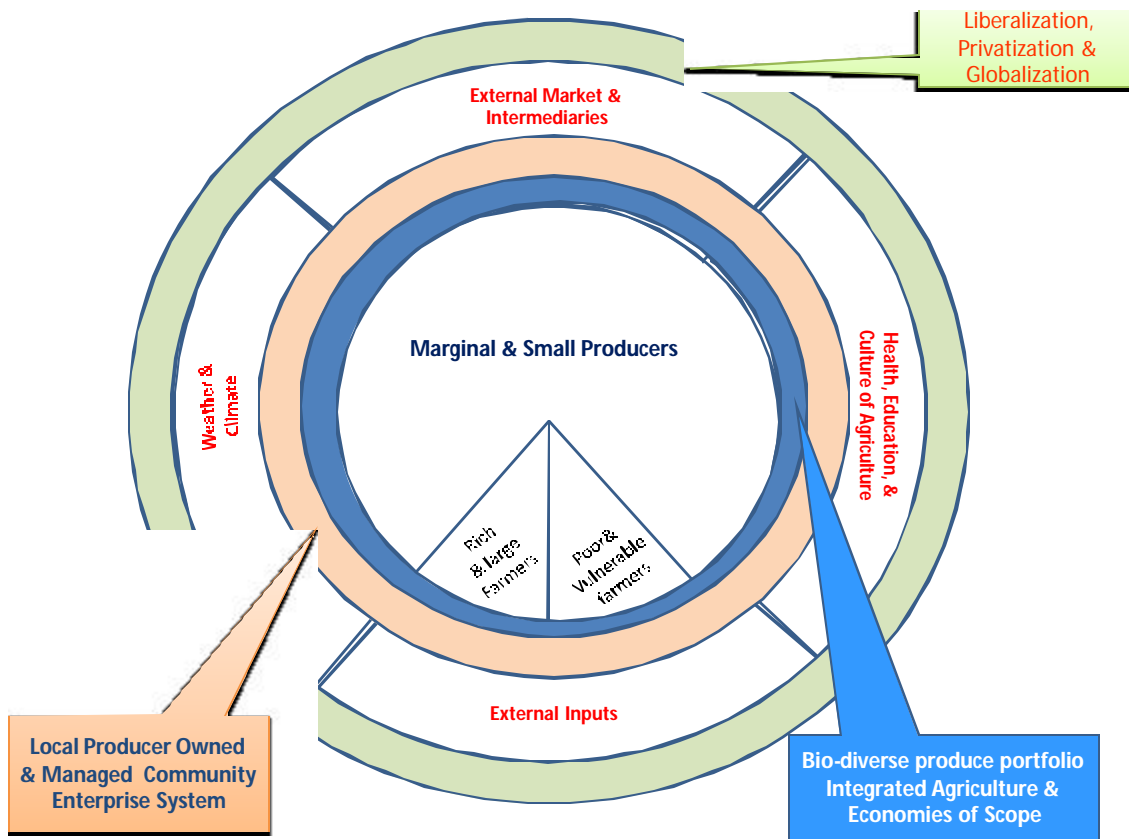 Liberalization,
Privatization &
Globalization
External Market &
Intermediaries
Marginal & Small Producers
Health, Education, &
Culture of Agriculture
Weather &
Climate
Rich
& large
Farmers
Poor &
Vulnerable
farmers
External Inputs
Local Producer Owned
& Managed Community
Enterprise System
Bio-diverse produce portfolio
Integrated Agriculture &
Economies of Scope